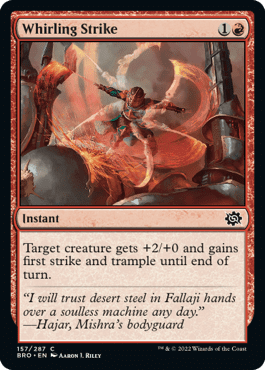 Whirling Strike 1
Instant
Target creature gets +2/+0 and gains
first strike and trample until end of
turn.
“I will trust desert steel in Fallaji hands
over a soulless machine any day.”
—Hajar, Mishra's bodyguard
157/287 C
BRO • EN Aaron J. Riley
™ & © 2022 Wizards of the Coast